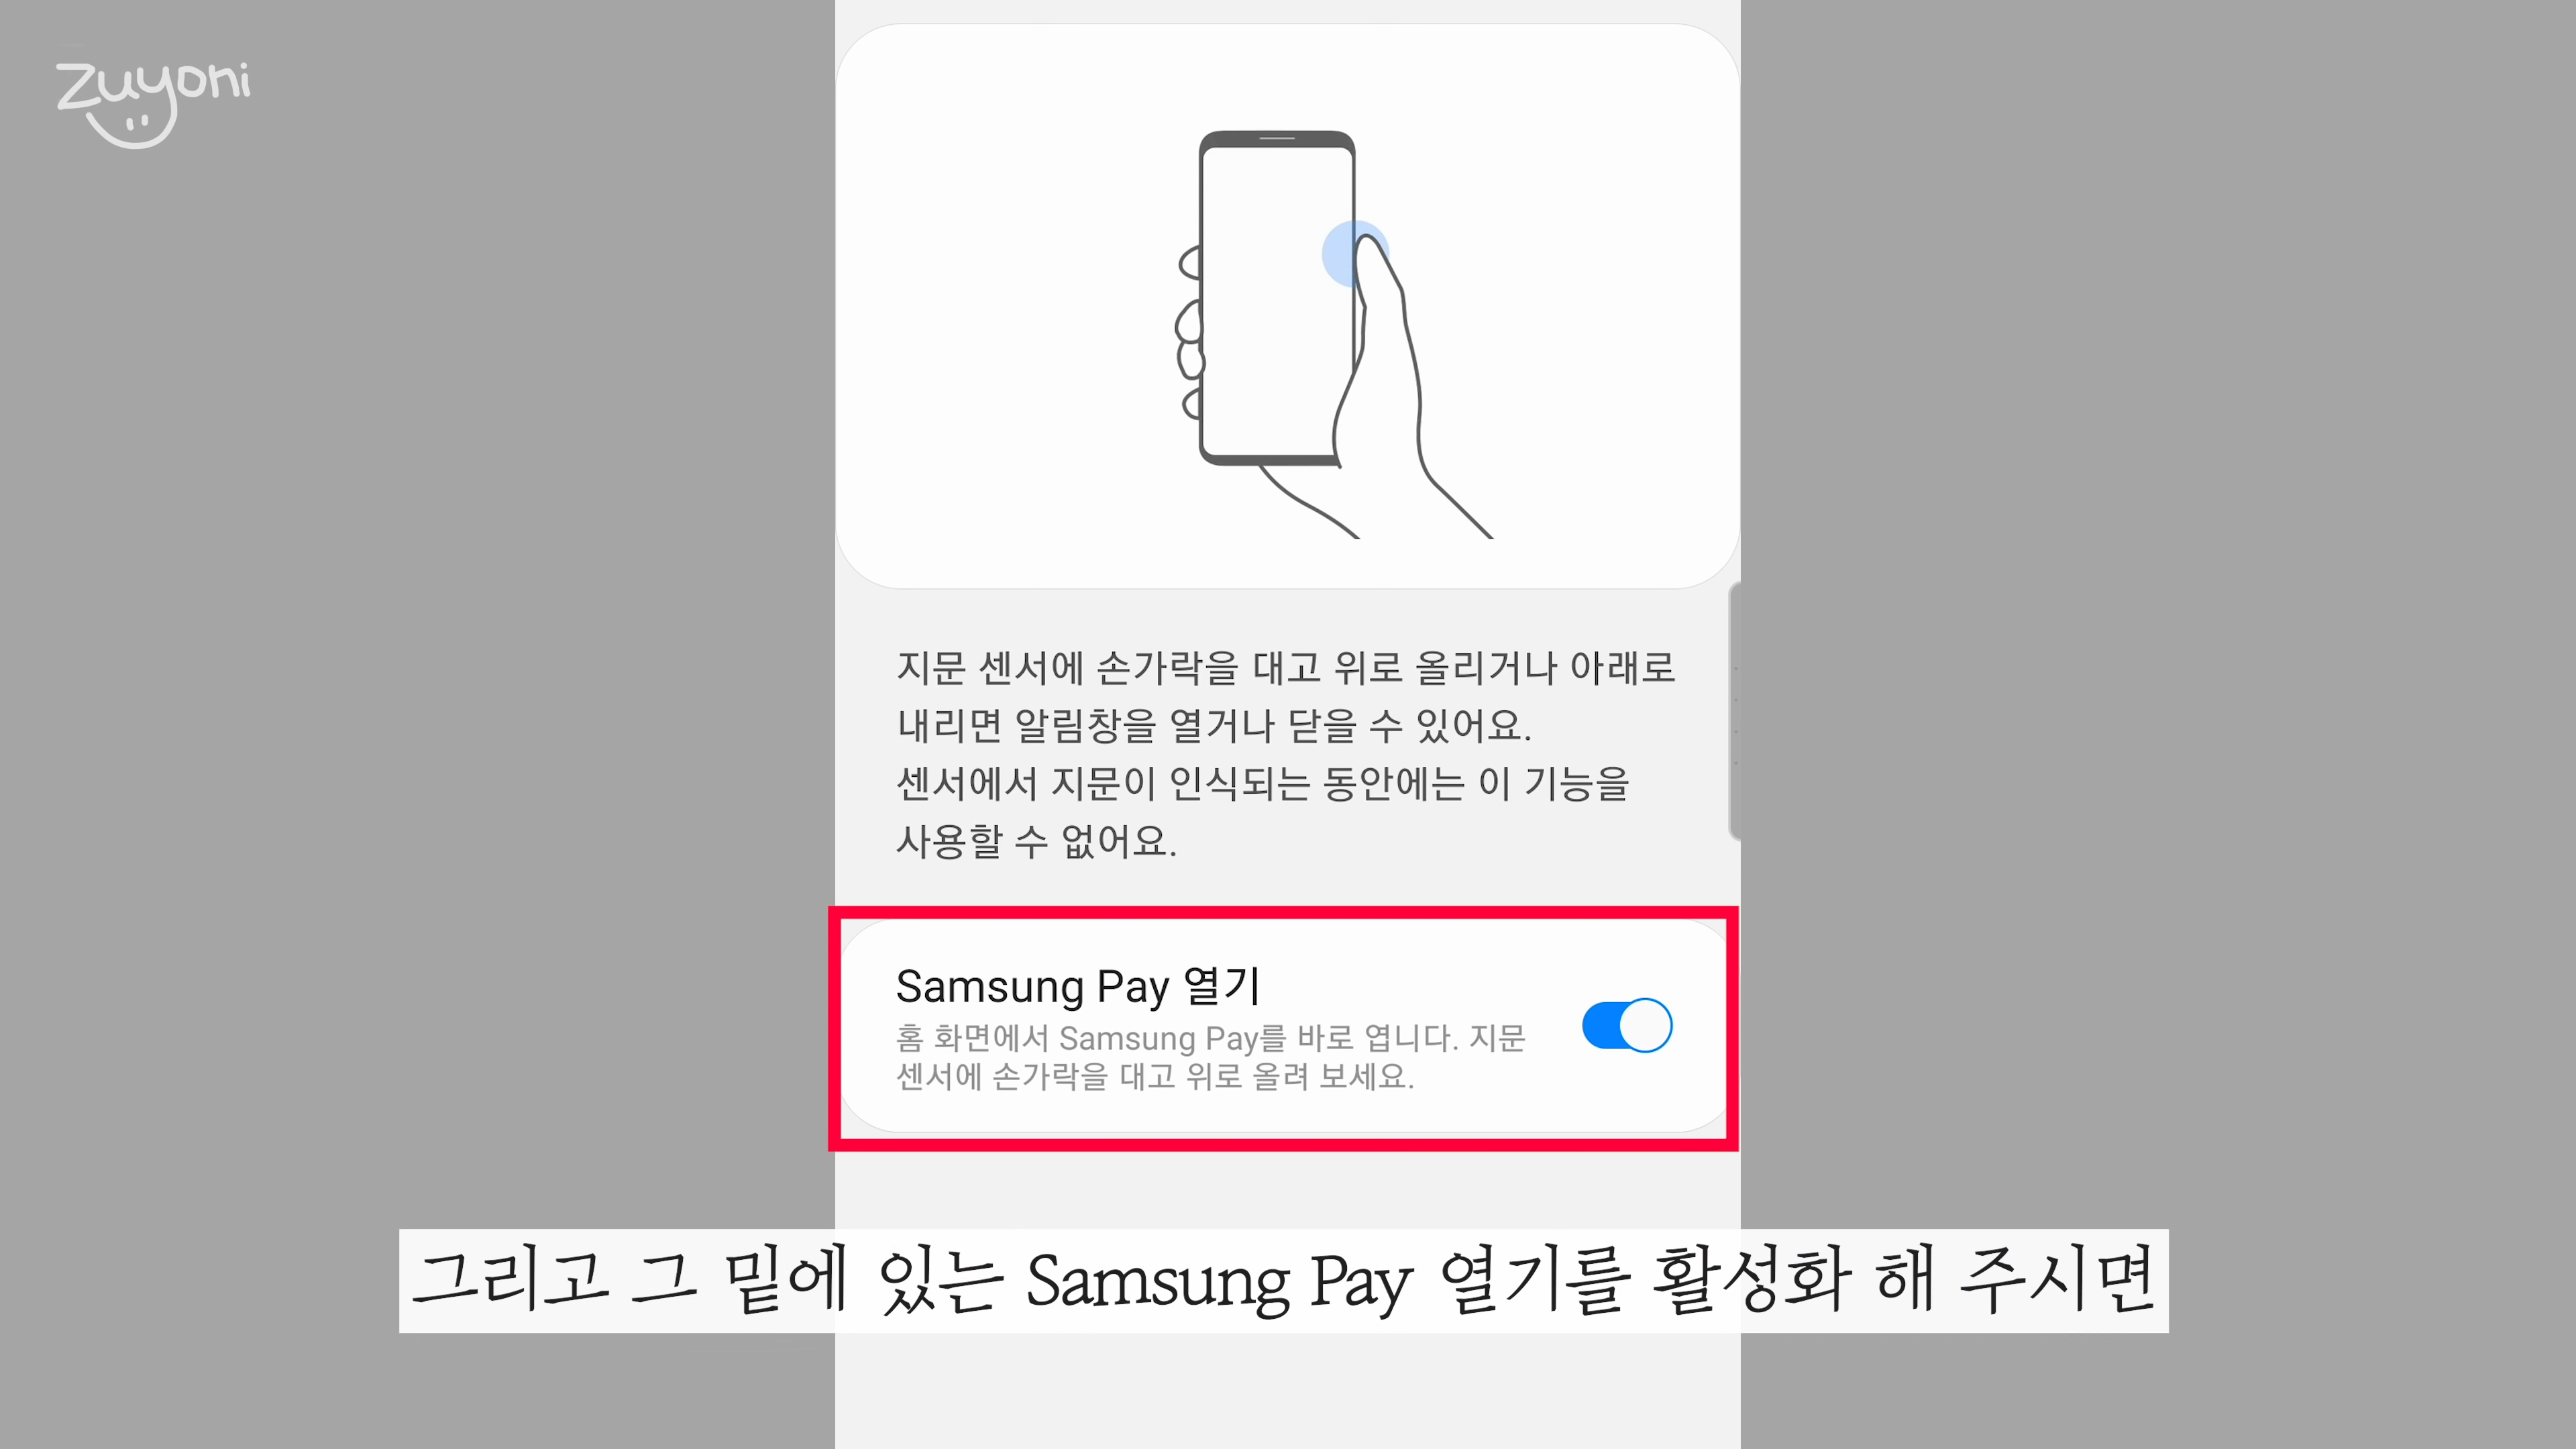 zuyoni
지문 센서에 손가락을 대고 위로 올리거나 아래로
내리면 알림창을 열거나 닫을 수 있어요.
센서에서 지문이 인식되는 동안에는 이 기능을
사용할 수 없어요.
Samsung Pay 열기
홈 화면에서 Samsung Pay를 바로 엽니다. 지문
센서에 손가락을 대고 위로 올려 보세요.
그리고 그 밑에 있는 Samsung Pay 열기를 활성화 해 주시면